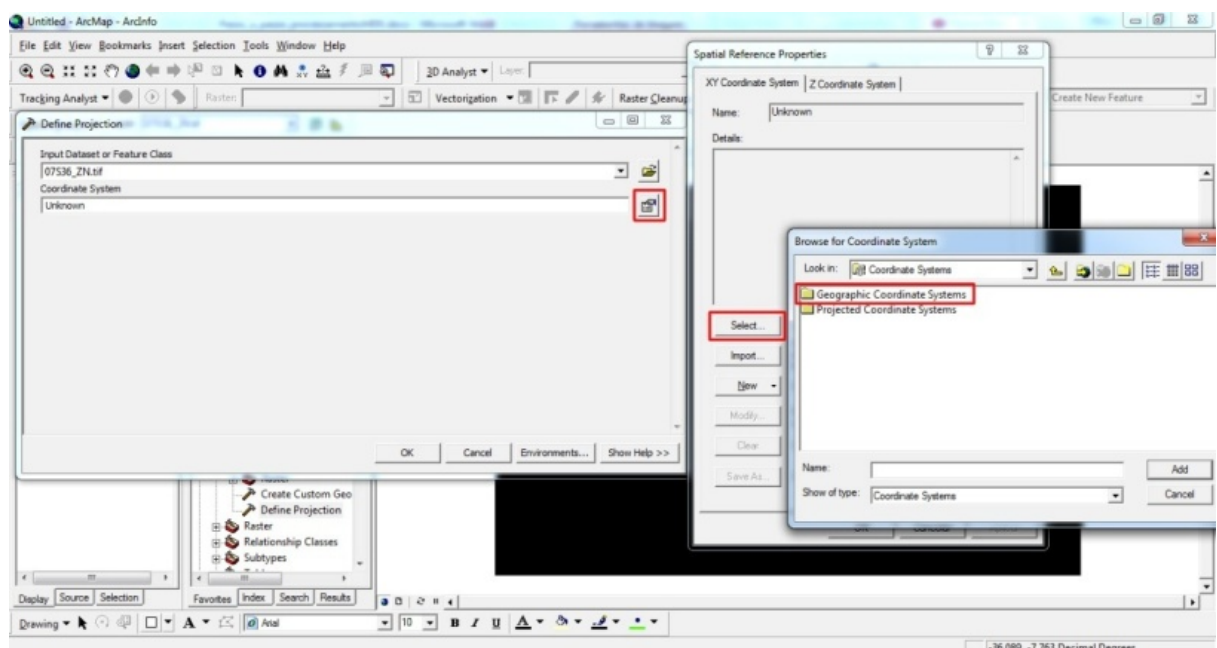 Untitled - ArcMap - ArcInfo
File Edit View Bookmarks Insert Selection Tools Window Help
3D Analyst Layer:
Tracking Analyst Raster: Vectorization Raster Cleanup Create New Feature
Define Projection
Input Dataset or Feature Class
07S36_ZN.tif
Coordinate System
Unknown
OK Cancel Environments... Show Help >>
Spatial Reference Properties
XY Coordinate System Z Coordinate System
Name: Unknown
Details:
Select...
Import...
New
Modify...
Clear
Save As...
Browse for Coordinate System
Look in: Coordinate Systems
Geographic Coordinate Systems
Projected Coordinate Systems
Name: Add
Show of type: Coordinate Systems Cancel
Create Custom Geo
Define Projection
Raster
Relationship Classes
Subtypes
Display Source Selection
Favorites Index Search Results
Drawing A Arial 10 B I U A
-36,089 -7,763 Decimal Degrees